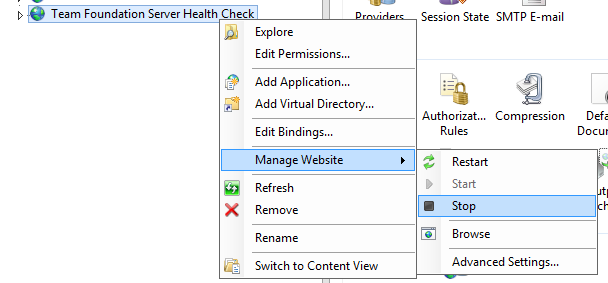 Team Foundation Server Health Check
Providers
Session State
SMTP E-mail
Explore
Edit Permissions...
Add Application...
Add Virtual Directory...
Edit Bindings...
Manage Website
Refresh
Remove
Rename
Switch to Content View
Authorizat...
Rules
Compression
Defa
Docum
Restart
Start
Stop
Browse
Advanced Settings...
utp